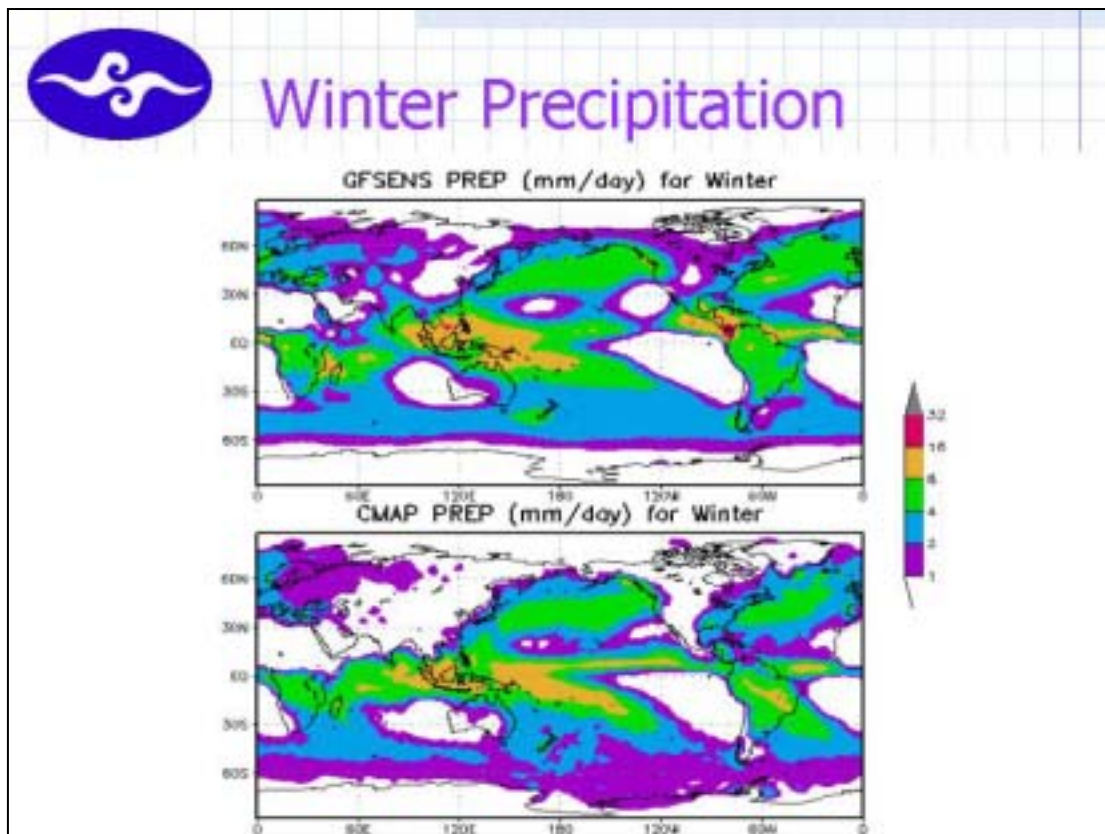 Winter Precipitation
GFSENS PREP (mm/day) for Winter
60N
30N
EQ
30S
60S
0 60E 120E 180 120W 60W 0
32
16
4
2
1
CMAP PREP (mm/day) for Winter
60N
30N
EQ
30S
60S
0 60E 120E 180 120W 60W 0